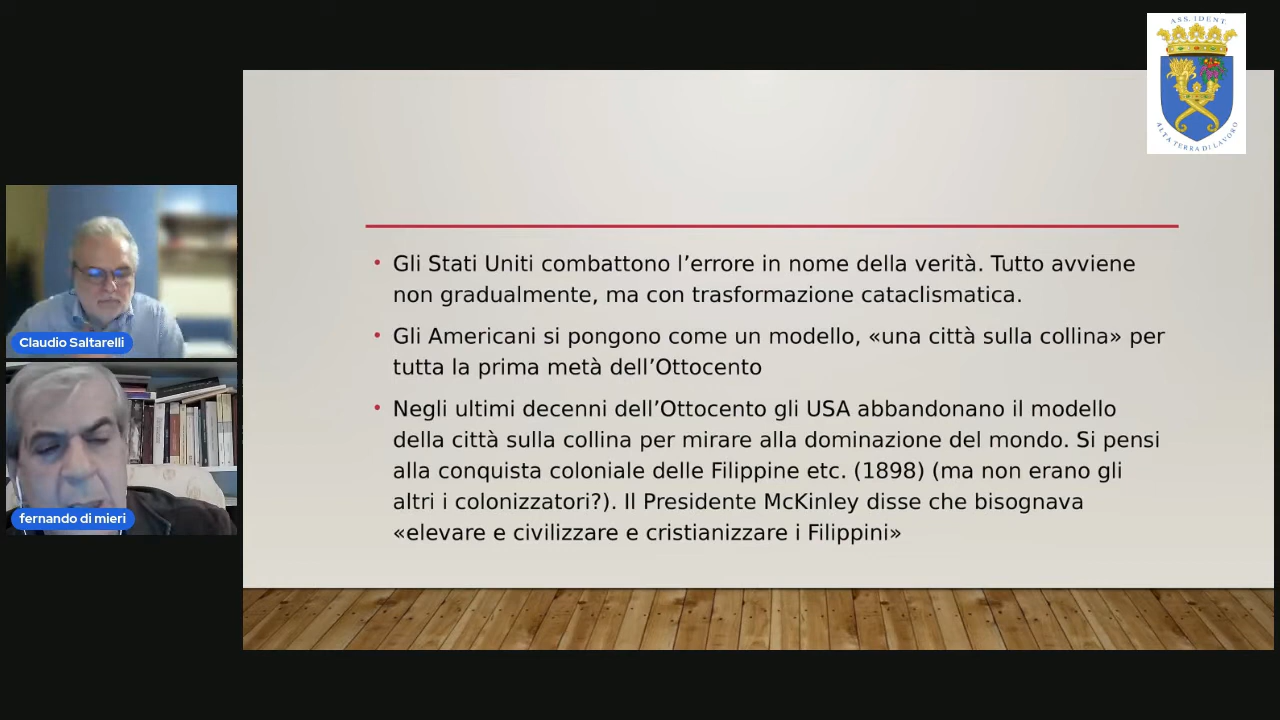 ASS. IDENT.
ALTA TERRA DI LAVORO
Gli Stati Uniti combattono l’errore in nome della verità. Tutto avviene
non gradualmente, ma con trasformazione cataclismatica.
Gli Americani si pongono come un modello, «una città sulla collina» per
tutta la prima metà dell’Ottocento
Negli ultimi decenni dell’Ottocento gli USA abbandonano il modello
della città sulla collina per mirare alla dominazione del mondo. Si pensi
alla conquista coloniale delle Filippine etc. (1898) (ma non erano gli
altri i colonizzatori?). Il Presidente McKinley disse che bisognava
«elevare e civilizzare e cristianizzare i Filippini»
Claudio Saltarelli
fernando di mieri